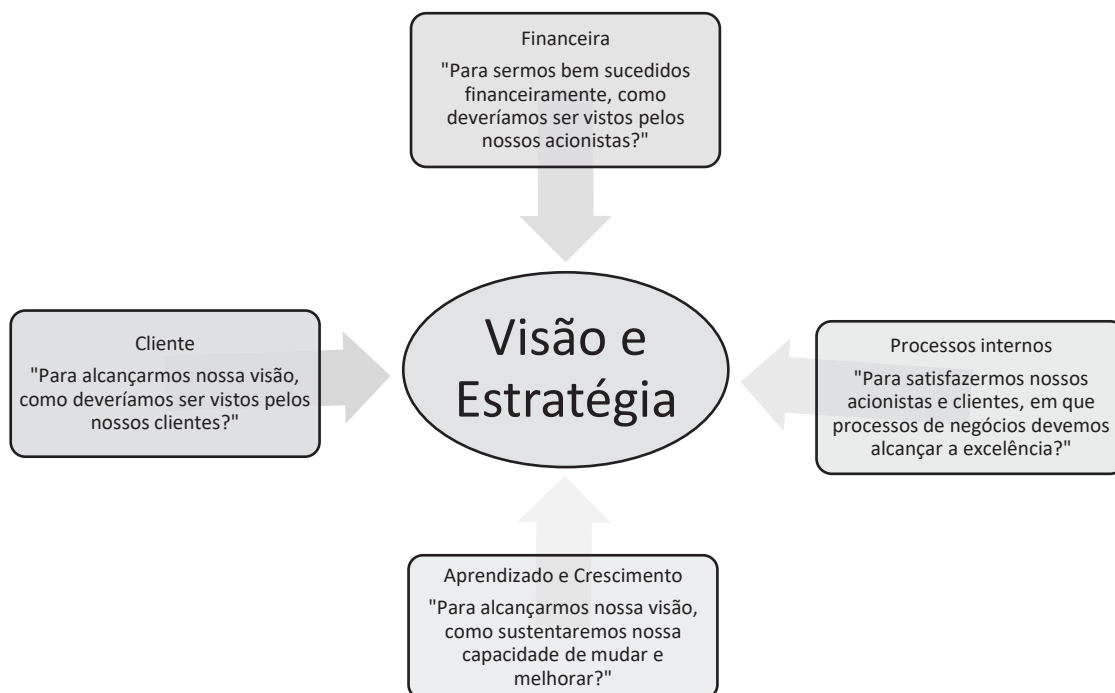 Financeira
"Para sermos bem sucedidos
financeiramente, como
deveríamos ser vistos pelos
nossos acionistas?"
Cliente
"Para alcançarmos nossa visão,
como deveríamos ser vistos pelos
nossos clientes?"
Visão e
Estratégia
Processos internos
"Para satisfazermos nossos
acionistas e clientes, em que
processos de negócios devemos
alcançar a excelência?"
Aprendizado e Crescimento
"Para alcançarmos nossa visão,
como sustentaremos nossa
capacidade de mudar e
melhorar?"